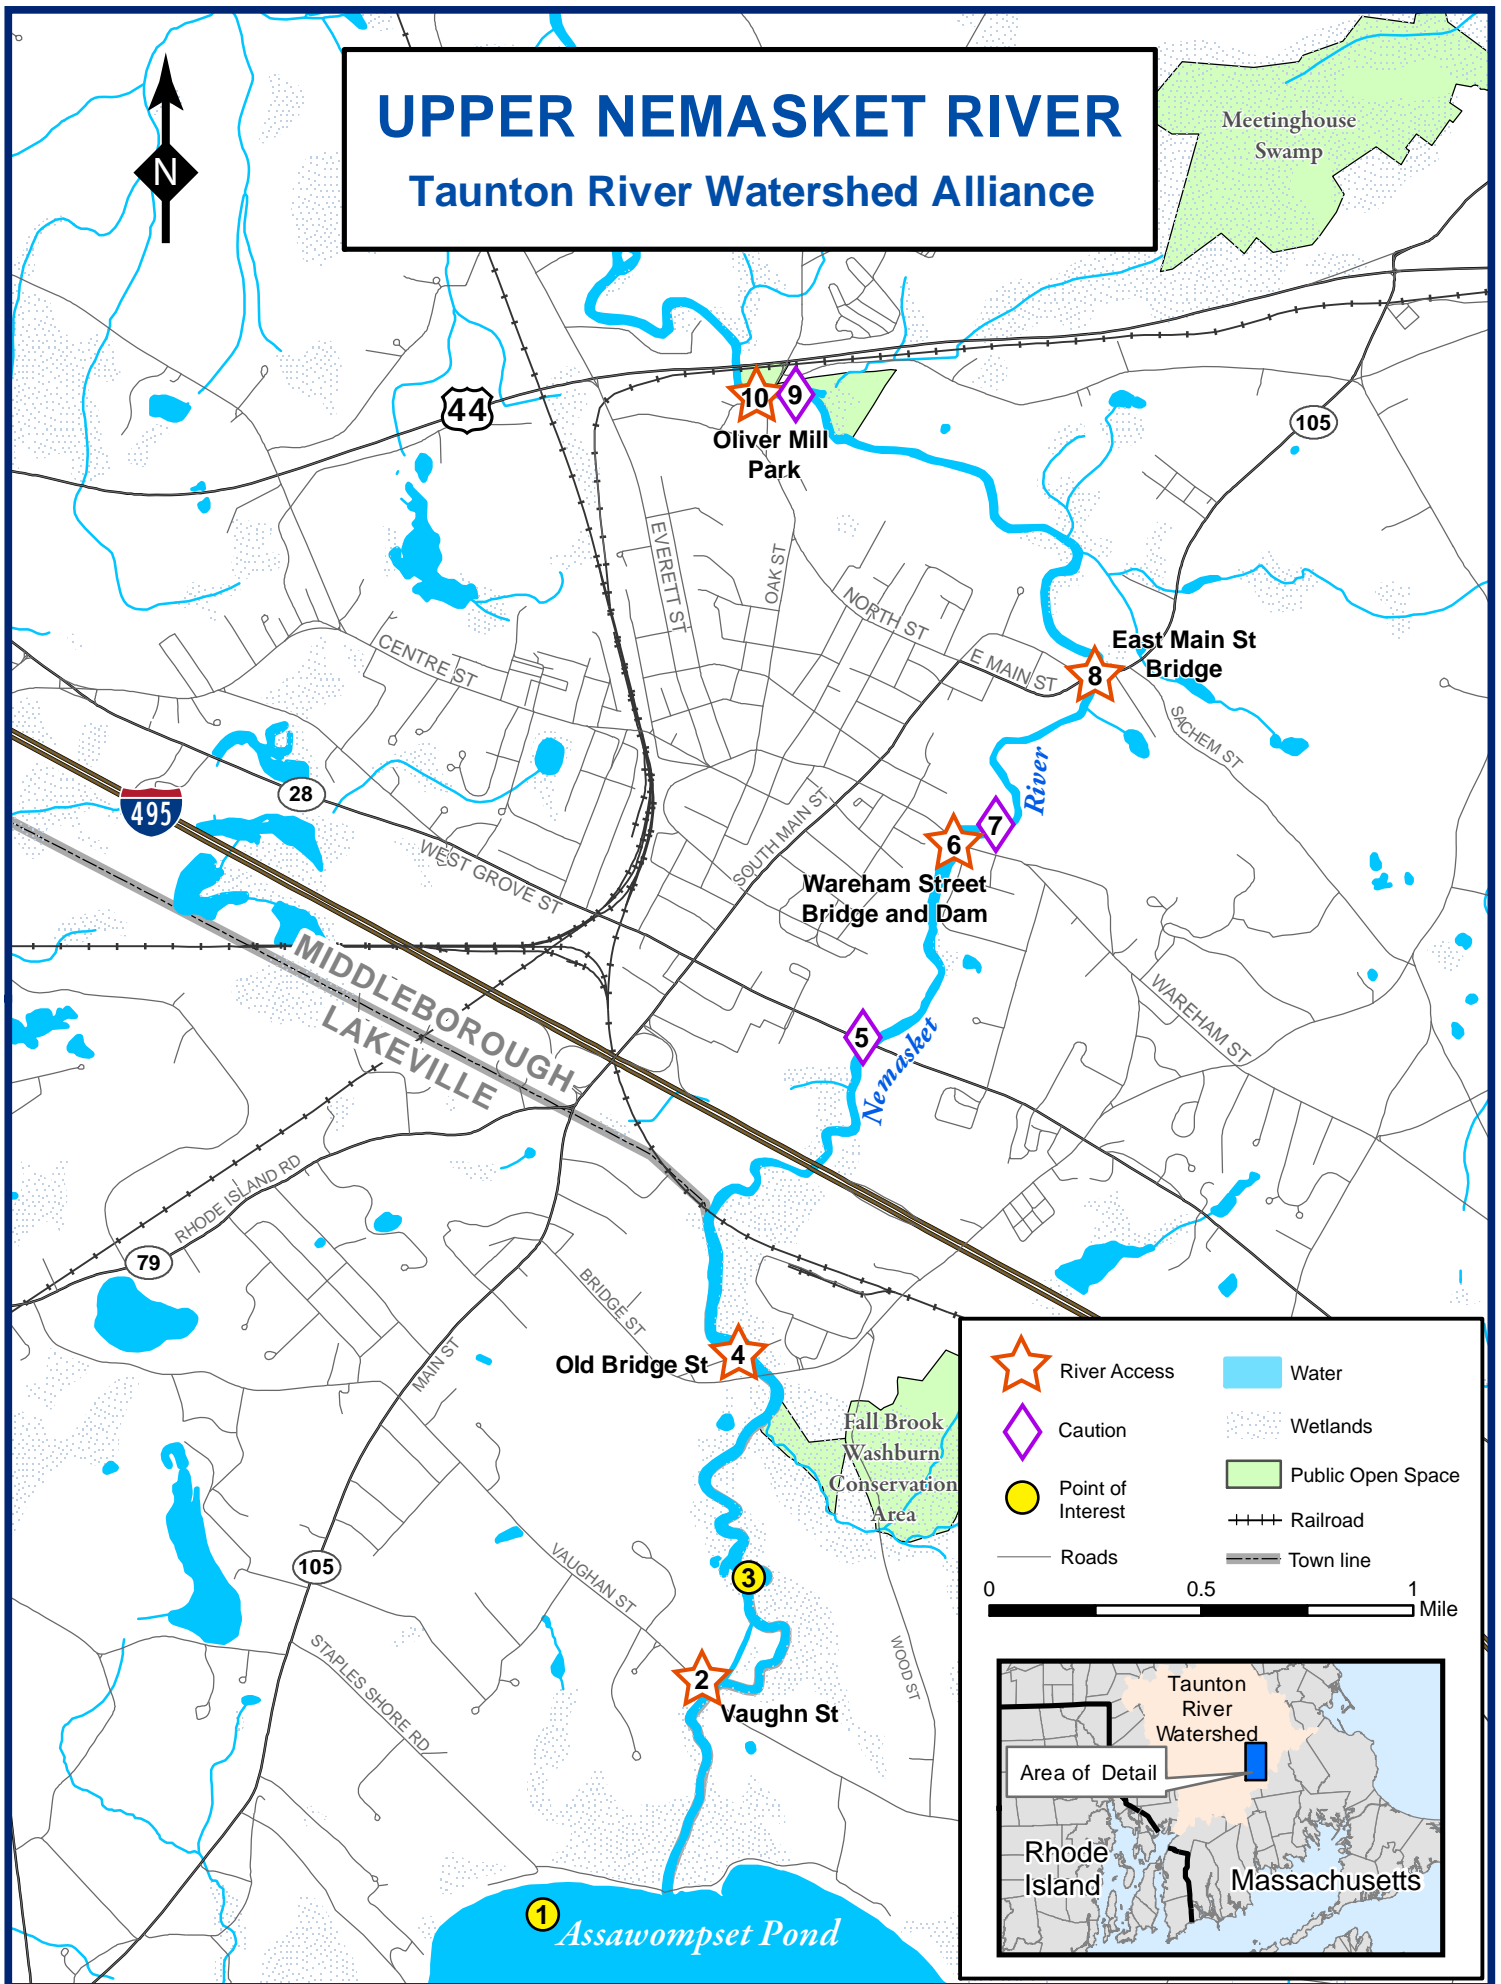 UPPER NEMASKET RIVER
Taunton River Watershed Alliance
N
Meetinghouse
Swamp
44
10
9
Oliver Mill
Park
105
EVERETT ST
OAK ST
NORTH ST
CENTRE ST
E MAIN ST
East Main St
Bridge
8
SACHEM ST
River
28
495
SOUTH MAIN ST
7
6
WEST GROVE ST
Wareham Street
Bridge and Dam
MIDDLEBOROUGH
LAKEVILLE
WAREHAM ST
5
Nemasket
RHODE ISLAND RD
79
BRIDGE ST
MAIN ST
Old Bridge St
4
Fall Brook
Washburn
Conservation
Area
105
VAUGHAN ST
3
STAPLES SHORE RD
WOOD ST
2
Vaughn St
1
Assawompset Pond
River Access
Water
Caution
Wetlands
Point of
Interest
Public Open Space
Railroad
Roads
Town line
0
0.5
1
Mile
Taunton
River
Watershed
Area of Detail
Rhode
Island
Massachusetts